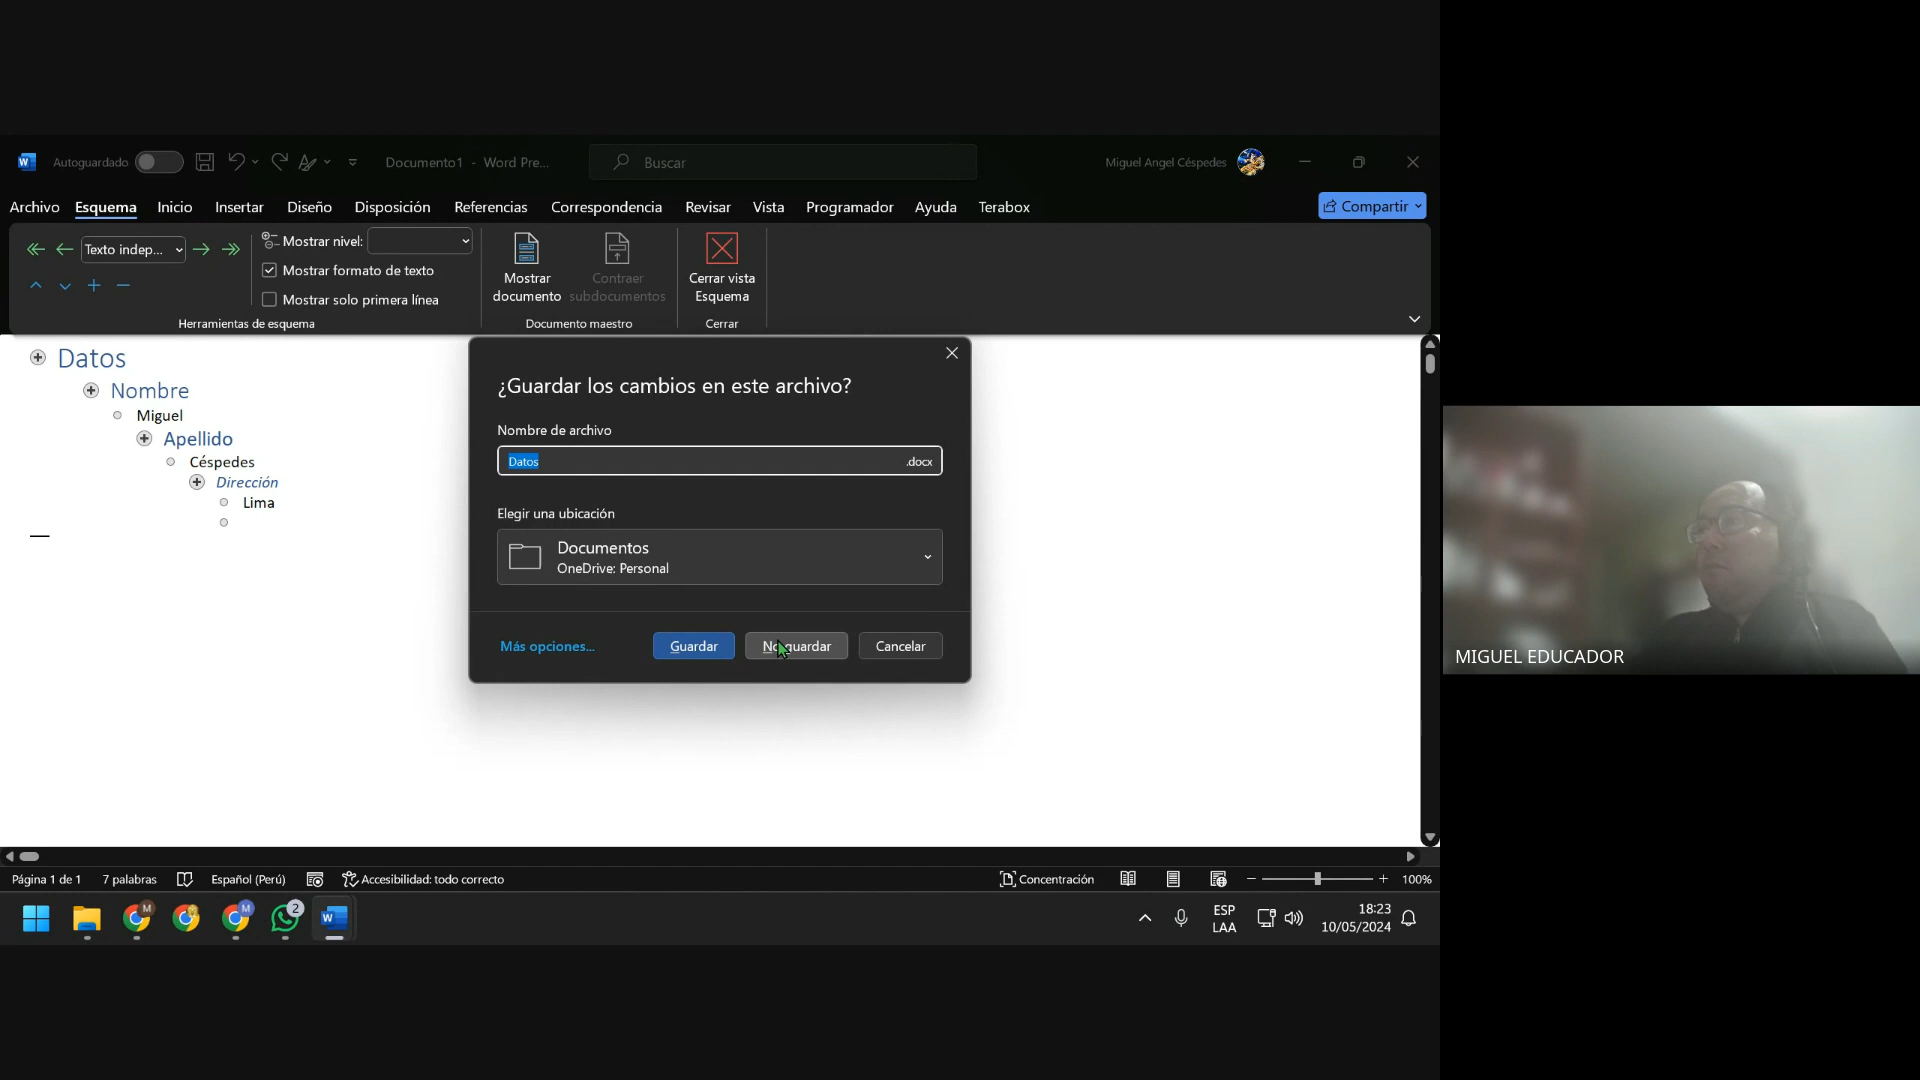 Autoguardado
Documento1 - Word Pre...
Buscar
Miguel Angel Céspedes
Archivo Esquema Inicio Insertar Diseño Disposición Referencias Correspondencia Revisar Vista Programador Ayuda Terabox
Compartir
Texto indep...
Mostrar nivel:
Mostrar formato de texto
Mostrar solo primera línea
Herramientas de esquema
Mostrar documento
Contraer subdocumentos
Documento maestro
Cerrar vista Esquema
Cerrar
Datos
Nombre
Miguel
Apellido
Céspedes
Dirección
Lima
¿Guardar los cambios en este archivo?
Nombre de archivo
Datos .docx
Elegir una ubicación
Documentos
OneDrive: Personal
Más opciones... Guardar No guardar Cancelar
MIGUEL EDUCADOR
Página 1 de 1 7 palabras Español (Perú) Accesibilidad: todo correcto Concentración 100%
M M 2 W
ESP
LAA
18:23
10/05/2024